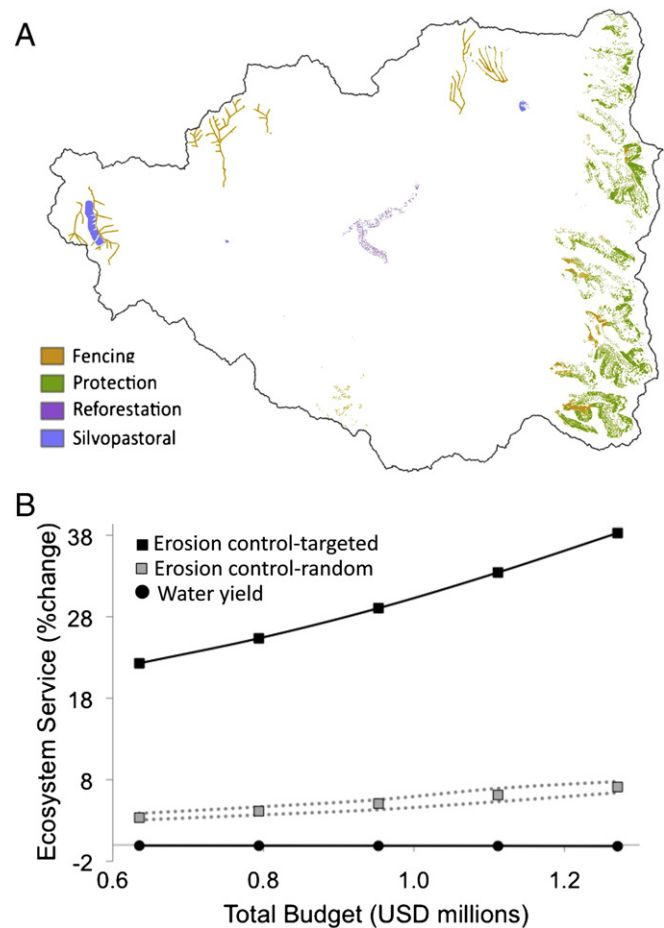 A
Fencing
Protection
Reforestation
Silvopastoral
B
Ecosystem Service (%change)
38
28
18
8
-2
Erosion control-targeted
Erosion control-random
Water yield
0.6
0.8
1.0
1.2
Total Budget (USD millions)